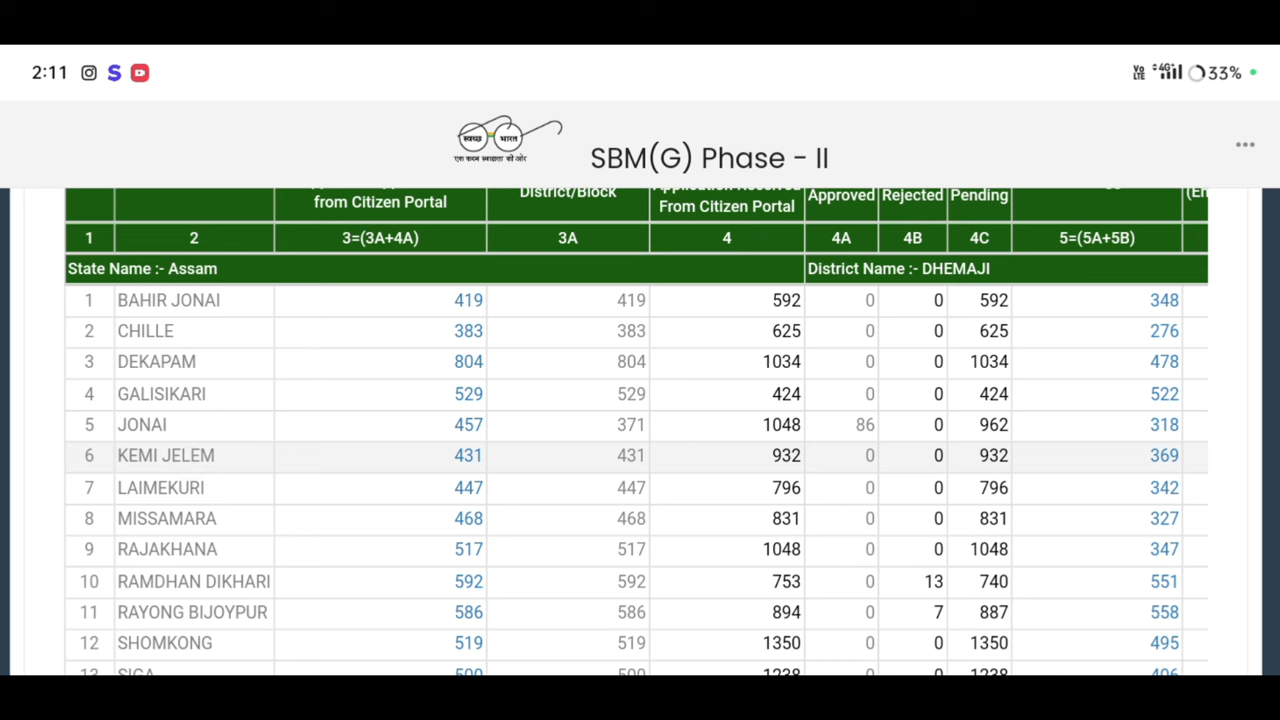 2:11 33%
स्वच्छ भारत
एक कदम स्वच्छता की ओर
SBM(G) Phase - II
from Citizen Portal District/Block Application Received From Citizen Portal Approved Rejected Pending
1 2 3=(3A+4A) 3A 4 4A 4B 4C 5=(5A+5B)
State Name :- Assam District Name :- DHEMAJI
1 BAHIR JONAI 419 419 592 0 0 592 348
2 CHILLE 383 383 625 0 0 625 276
3 DEKAPAM 804 804 1034 0 0 1034 478
4 GALISIKARI 529 529 424 0 0 424 522
5 JONAI 457 371 1048 86 0 962 318
6 KEMI JELEM 431 431 932 0 0 932 369
7 LAIMEKURI 447 447 796 0 0 796 342
8 MISSAMARA 468 468 831 0 0 831 327
9 RAJAKHANA 517 517 1048 0 0 1048 347
10 RAMDHAN DIKHARI 592 592 753 0 13 740 551
11 RAYONG BIJOYPUR 586 586 894 0 7 887 558
12 SHOMKONG 519 519 1350 0 0 1350 495